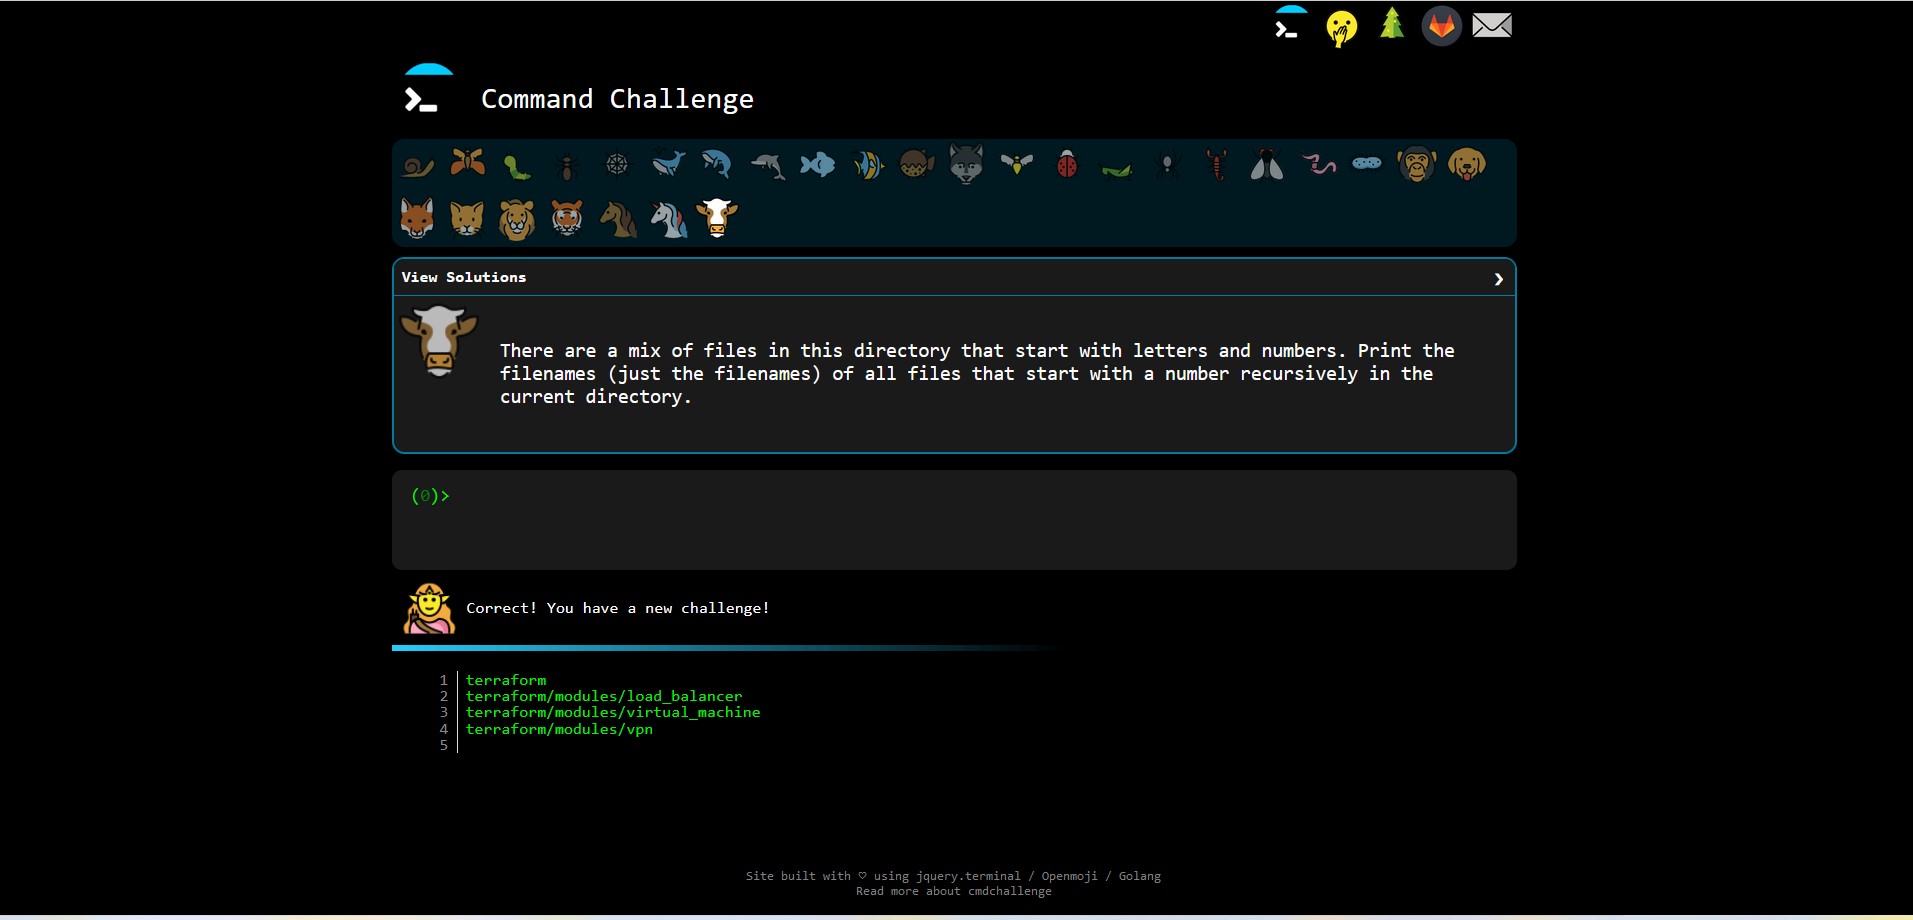 Command Challenge
View Solutions
There are a mix of files in this directory that start with letters and numbers. Print the
filenames (just the filenames) of all files that start with a number recursively in the
current directory.
(0)>
Correct! You have a new challenge!
1 terraform
2 terraform/modules/load_balancer
3 terraform/modules/virtual_machine
4 terraform/modules/vpn
5
Site built with ♡ using jquery.terminal / Openmoji / Golang
Read more about cmdchallenge